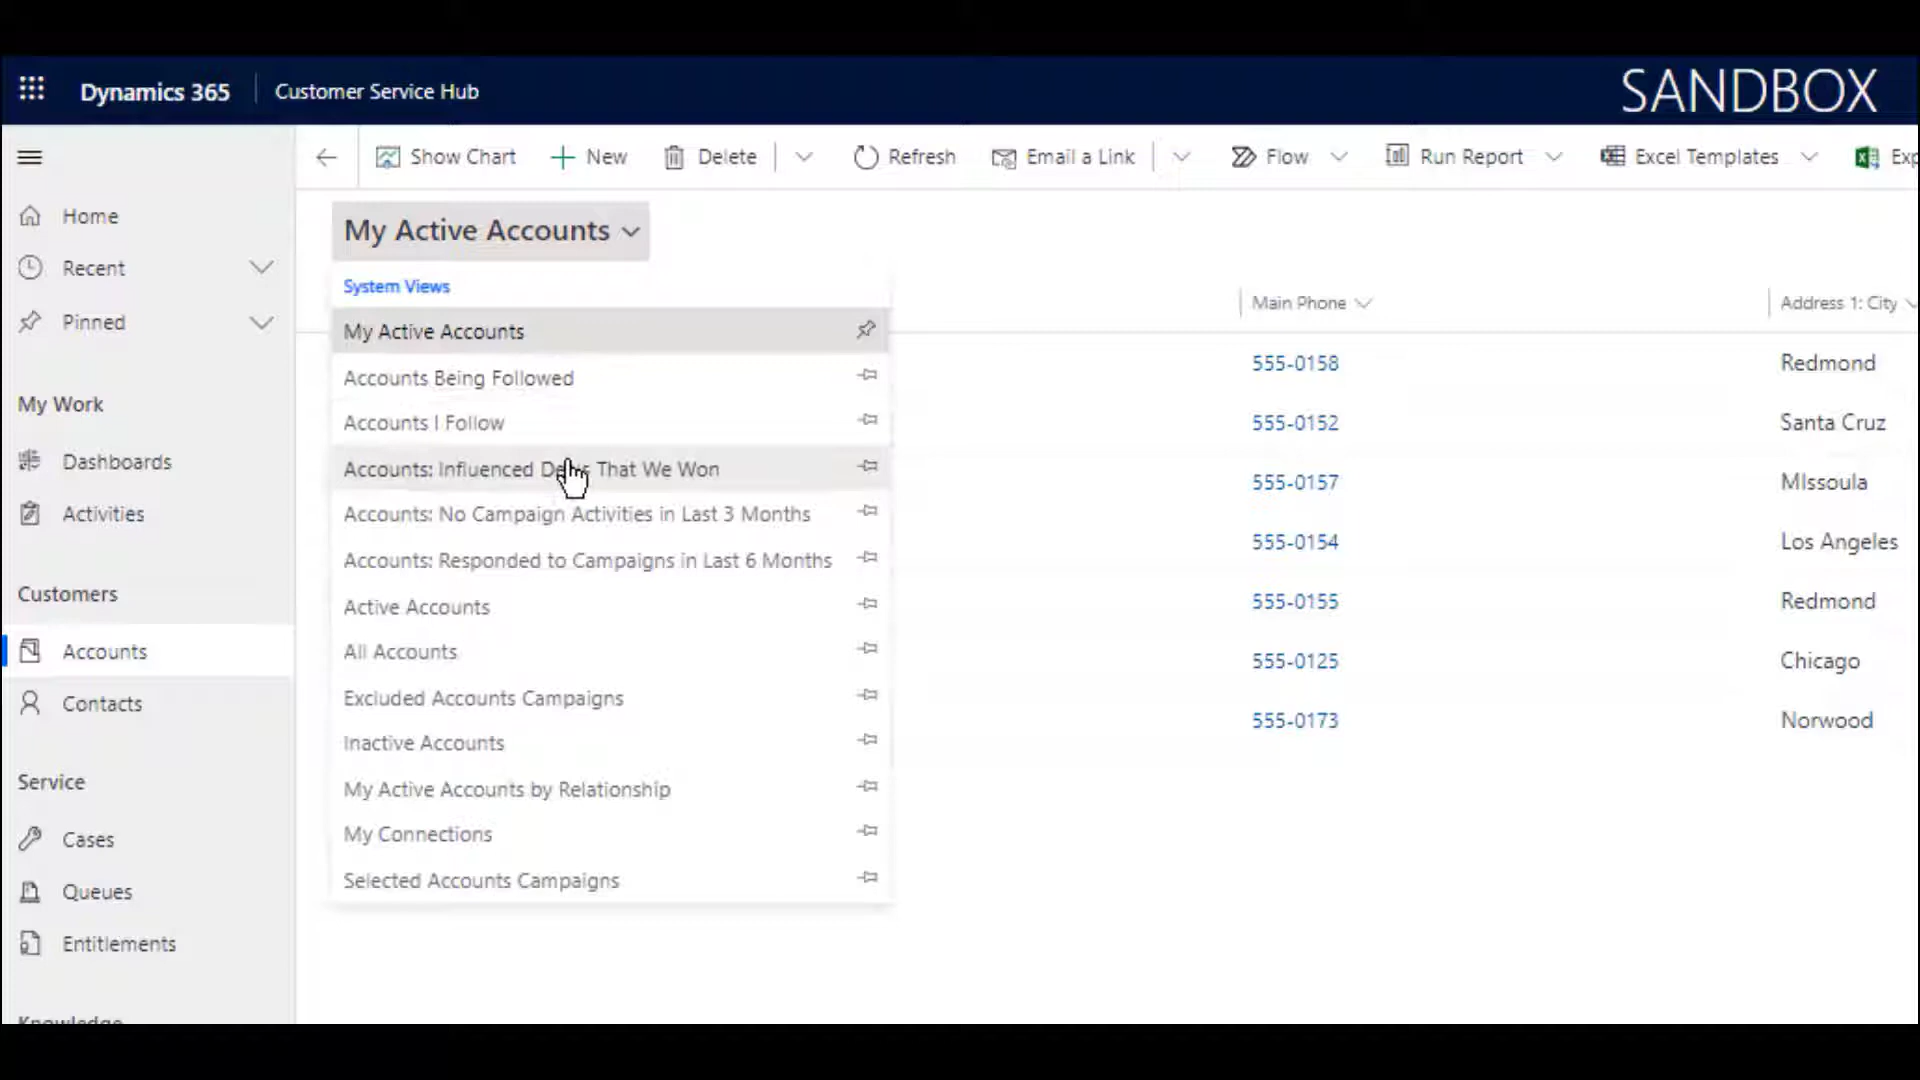 Dynamics 365
Customer Service Hub
SANDBOX
Show Chart
New
Delete
Refresh
Email a Link
Flow
Run Report
Excel Templates
Exp
Home
Recent
Pinned
My Work
Dashboards
Activities
Customers
Accounts
Contacts
Service
Cases
Queues
Entitlements
My Active Accounts
System Views
My Active Accounts
Accounts Being Followed
Accounts I Follow
Accounts: Influenced That We Won
Accounts: No Campaign Activities in Last 3 Months
Accounts: Responded to Campaigns in Last 6 Months
Active Accounts
All Accounts
Excluded Accounts Campaigns
Inactive Accounts
My Active Accounts by Relationship
My Connections
Selected Accounts Campaigns
Main Phone
Address 1: City
555-0158
Redmond
555-0152
Santa Cruz
555-0157
MIssoula
555-0154
Los Angeles
555-0155
Redmond
555-0125
Chicago
555-0173
Norwood